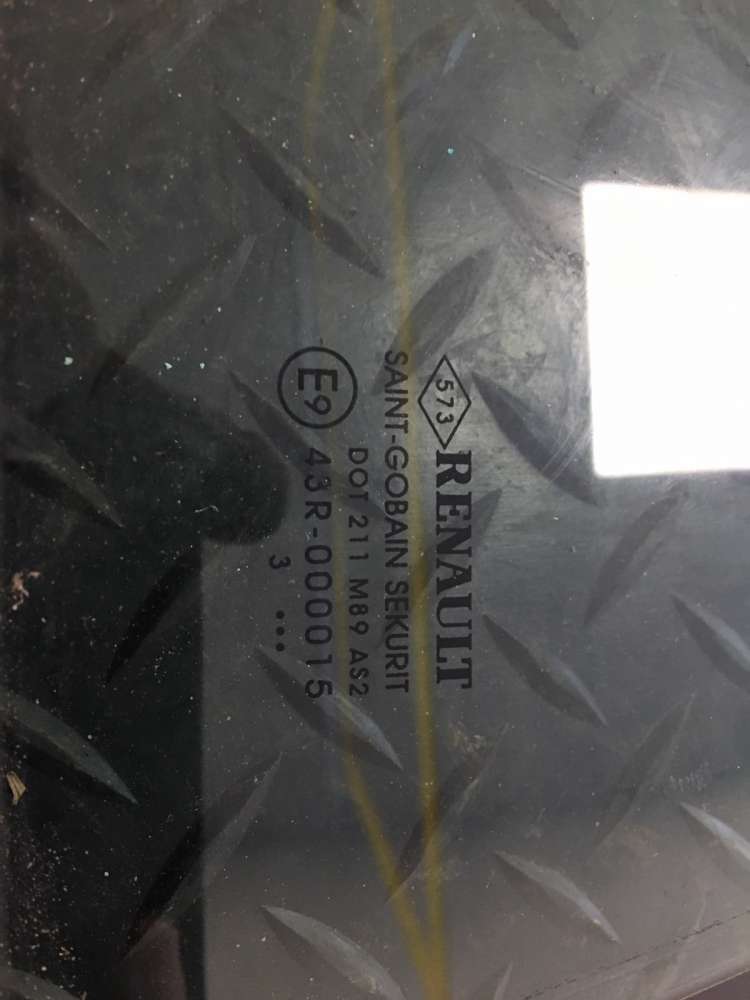 573 RENAULT
SAINT-GOBAIN SEKURIT
DOT 211 M89 AS2
E9 43R-000015
3 ...